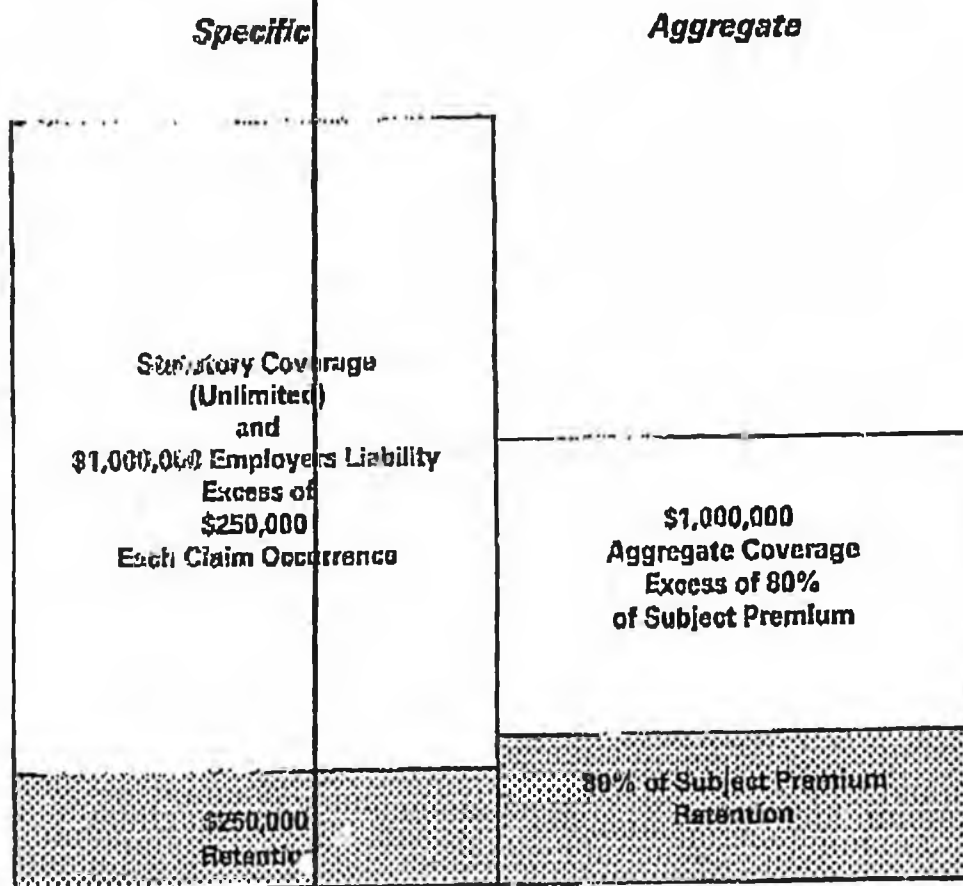 Specific
Aggregate
Statutory Coverage
(Unlimited)
and
$1,000,000 Employers Liability
Excess of
$250,000
Each Claim Occurrence
$1,000,000
Aggregate Coverage
Excess of 80%
of Subject Premium
80% of Subject Premium
Retention
$250,000
Retentio